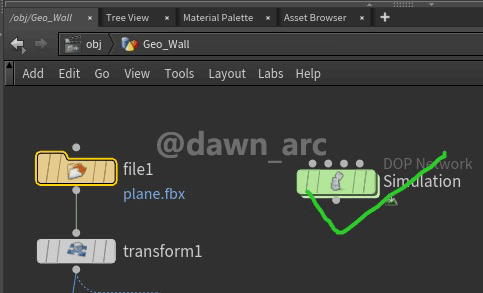 /obj/Geo_Wall × Tree View × Material Palette × Asset Browser × +
obj Geo_Wall
Add Edit Go View Tools Layout Labs Help
@dawn_arc
DOP Network
file1
Simulation
plane.fbx
transform1